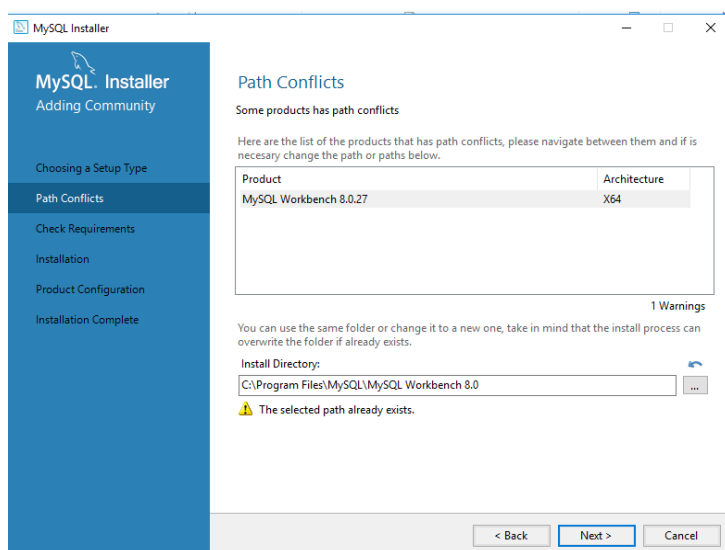 MySQL Installer
MySQL. Installer
Adding Community
Choosing a Setup Type
Path Conflicts
Check Requirements
Installation
Product Configuration
Installation Complete
Path Conflicts
Some products has path conflicts
Here are the list of the products that has path conflicts, please navigate between them and if is
necesary change the path or paths below.
Product Architecture
MySQL Workbench 8.0.27 X64
1 Warnings
You can use the same folder or change it to a new one, take in mind that the install process can
overwrite the folder if already exists.
Install Directory:
C:\Program Files\MySQL\MySQL Workbench 8.0
...
The selected path already exists.
< Back Next > Cancel